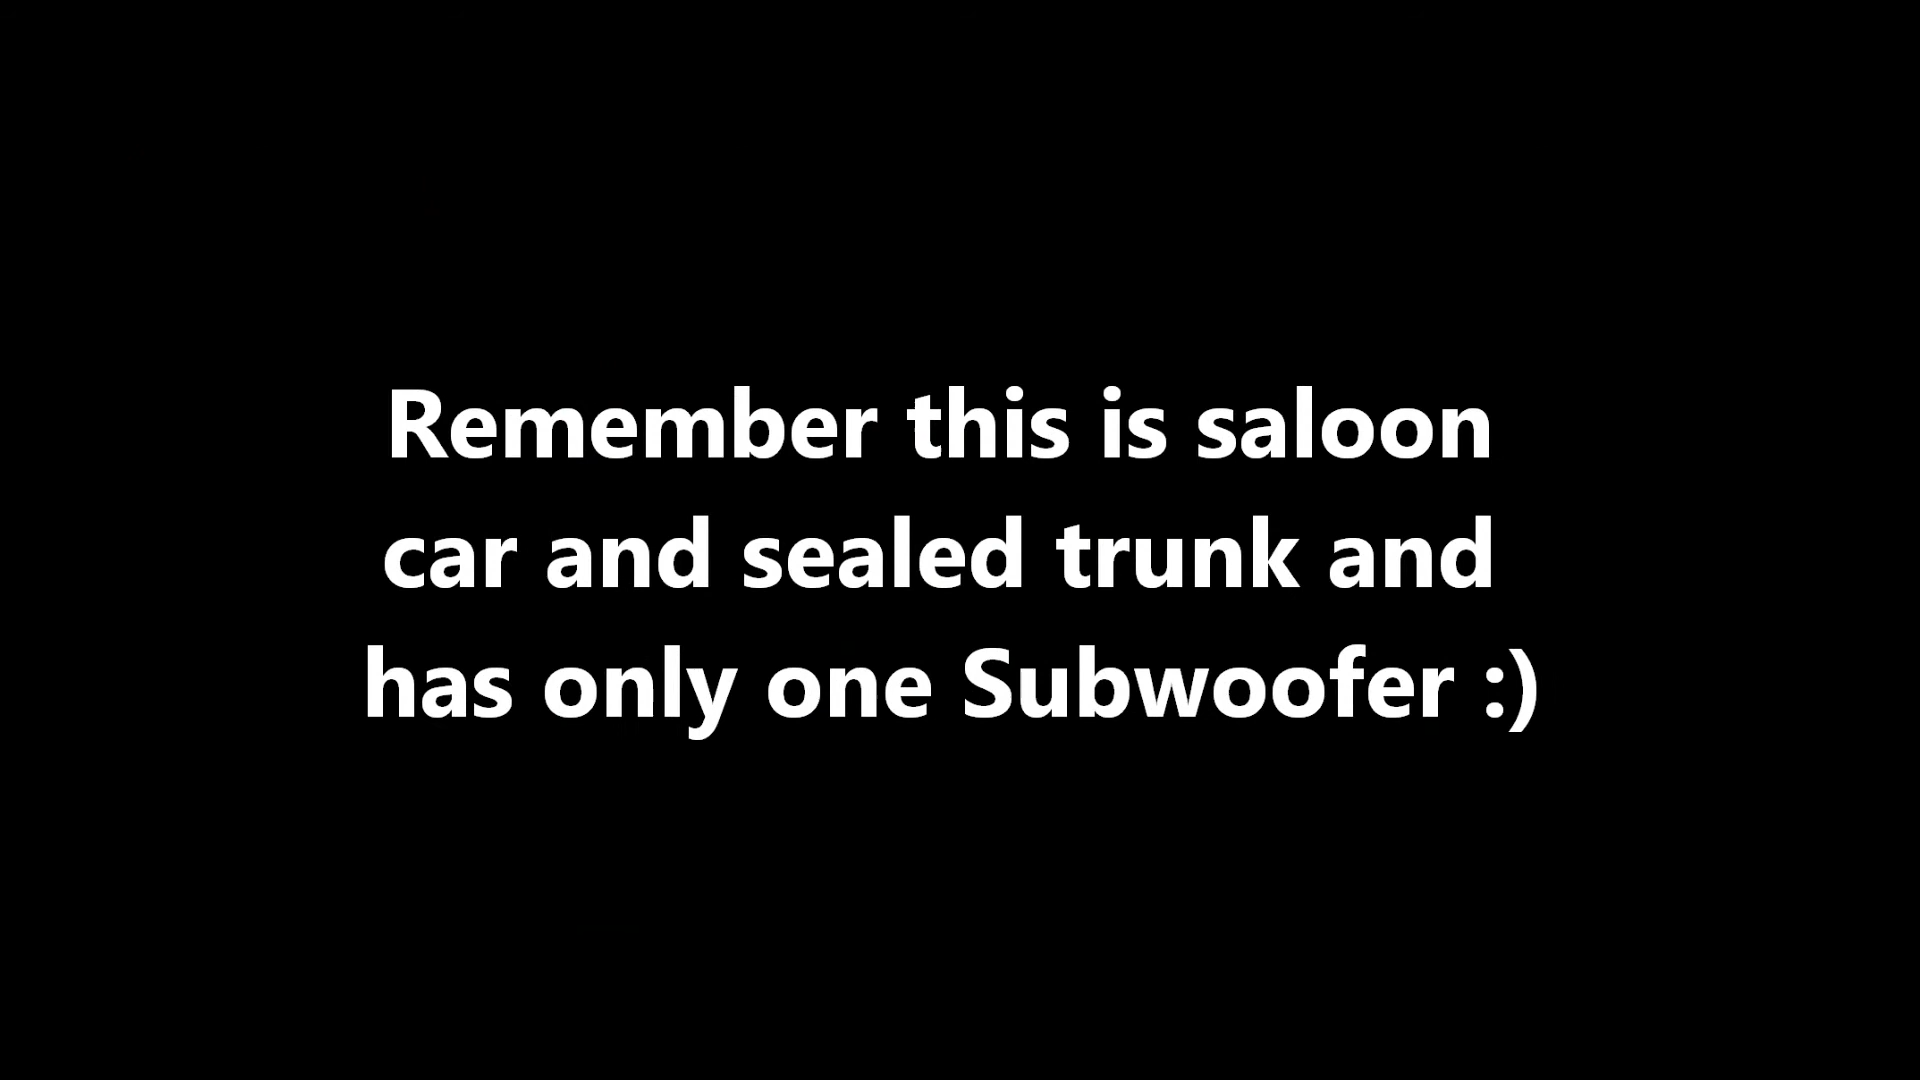 Remember this is saloon
car and sealed trunk and
has only one Subwoofer :)